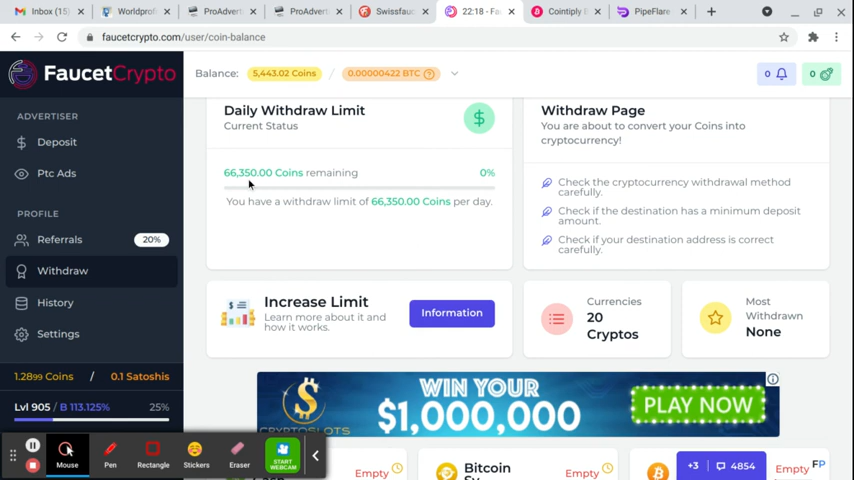 Inbox (15)
Worldprofi
ProAdvert
ProAdvert
Swissfauc
22:18 - Fa
Cointiply B
PipeFlare
faucetcrypto.com/user/coin-balance
FaucetCrypto
Balance: 5,443.02 Coins / 0.00000422 BTC
0
0
ADVERTISER
Deposit
Ptc Ads
PROFILE
Referrals 20%
Withdraw
History
Settings
1.2899 Coins / 0.1 Satoshis
Lvl 905 / B 113.125% 25%
Daily Withdraw Limit
Current Status
66,350.00 Coins remaining 0%
You have a withdraw limit of 66,350.00 Coins per day.
Withdraw Page
You are about to convert your Coins into
cryptocurrency!
Check the cryptocurrency withdrawal method
carefully.
Check if the destination has a minimum deposit
amount.
Check if your destination address is correct
carefully.
Increase Limit
Learn more about it and
how it works.
Information
Currencies
20
Cryptos
Most
Withdrawn
None
CRYPTOSLOTS
WIN YOUR
$1,000,000
PLAY NOW
Mouse
Pen
Rectangle
Stickers
Eraser
START
WEBCAM
Empty
Bitcoin
Empty
+3
4854
Empty
FP